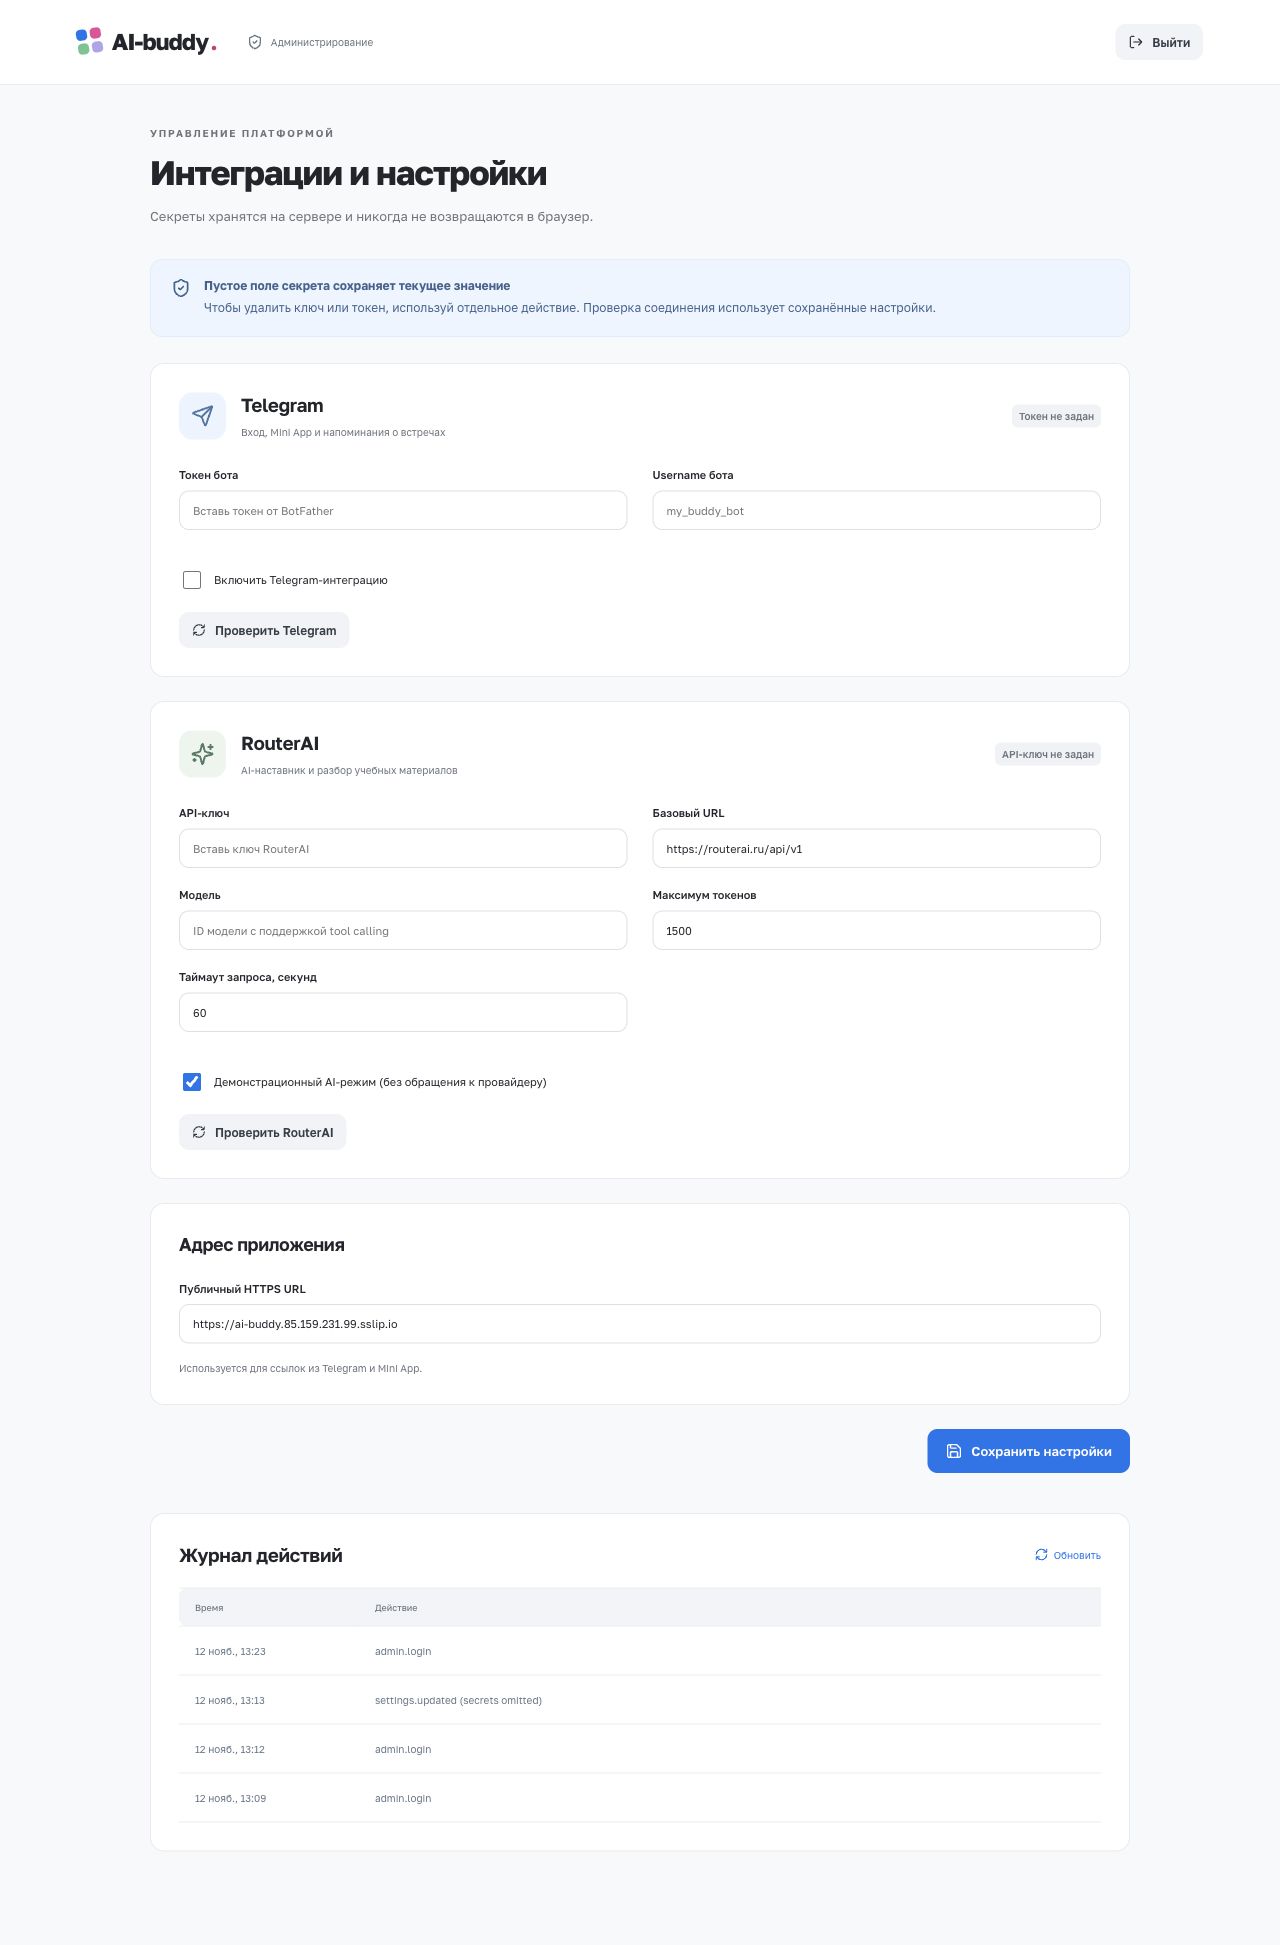 AI-buddy.
Администрирование
Выйти
УПРАВЛЕНИЕ ПЛАТФОРМОЙ
Интеграции и настройки
Секреты хранятся на сервере и никогда не возвращаются в браузер.
Пустое поле секрета сохраняет текущее значение
Чтобы удалить ключ или токен, используй отдельное действие. Проверка соединения использует сохранённые настройки.
Telegram
Вход, Mini App и напоминания о встречах
Токен не задан
Токен бота
Username бота
Вставь токен от BotFather
my_buddy_bot
Включить Telegram-интеграцию
Проверить Telegram
RouterAI
AI-наставник и разбор учебных материалов
API-ключ не задан
API-ключ
Базовый URL
Вставь ключ RouterAI
https://routerai.ru/api/v1
Модель
Максимум токенов
ID модели с поддержкой tool calling
1500
Таймаут запроса, секунд
60
Демонстрационный AI-режим (без обращения к провайдеру)
Проверить RouterAI
Адрес приложения
Публичный HTTPS URL
https://ai-buddy.85.159.231.99.sslip.io
Используется для ссылок из Telegram и Mini App.
Сохранить настройки
Журнал действий
Обновить
Время
Действие
12 нояб., 13:23
admin.login
12 нояб., 13:13
settings.updated (secrets omitted)
12 нояб., 13:12
admin.login
12 нояб., 13:09
admin.login